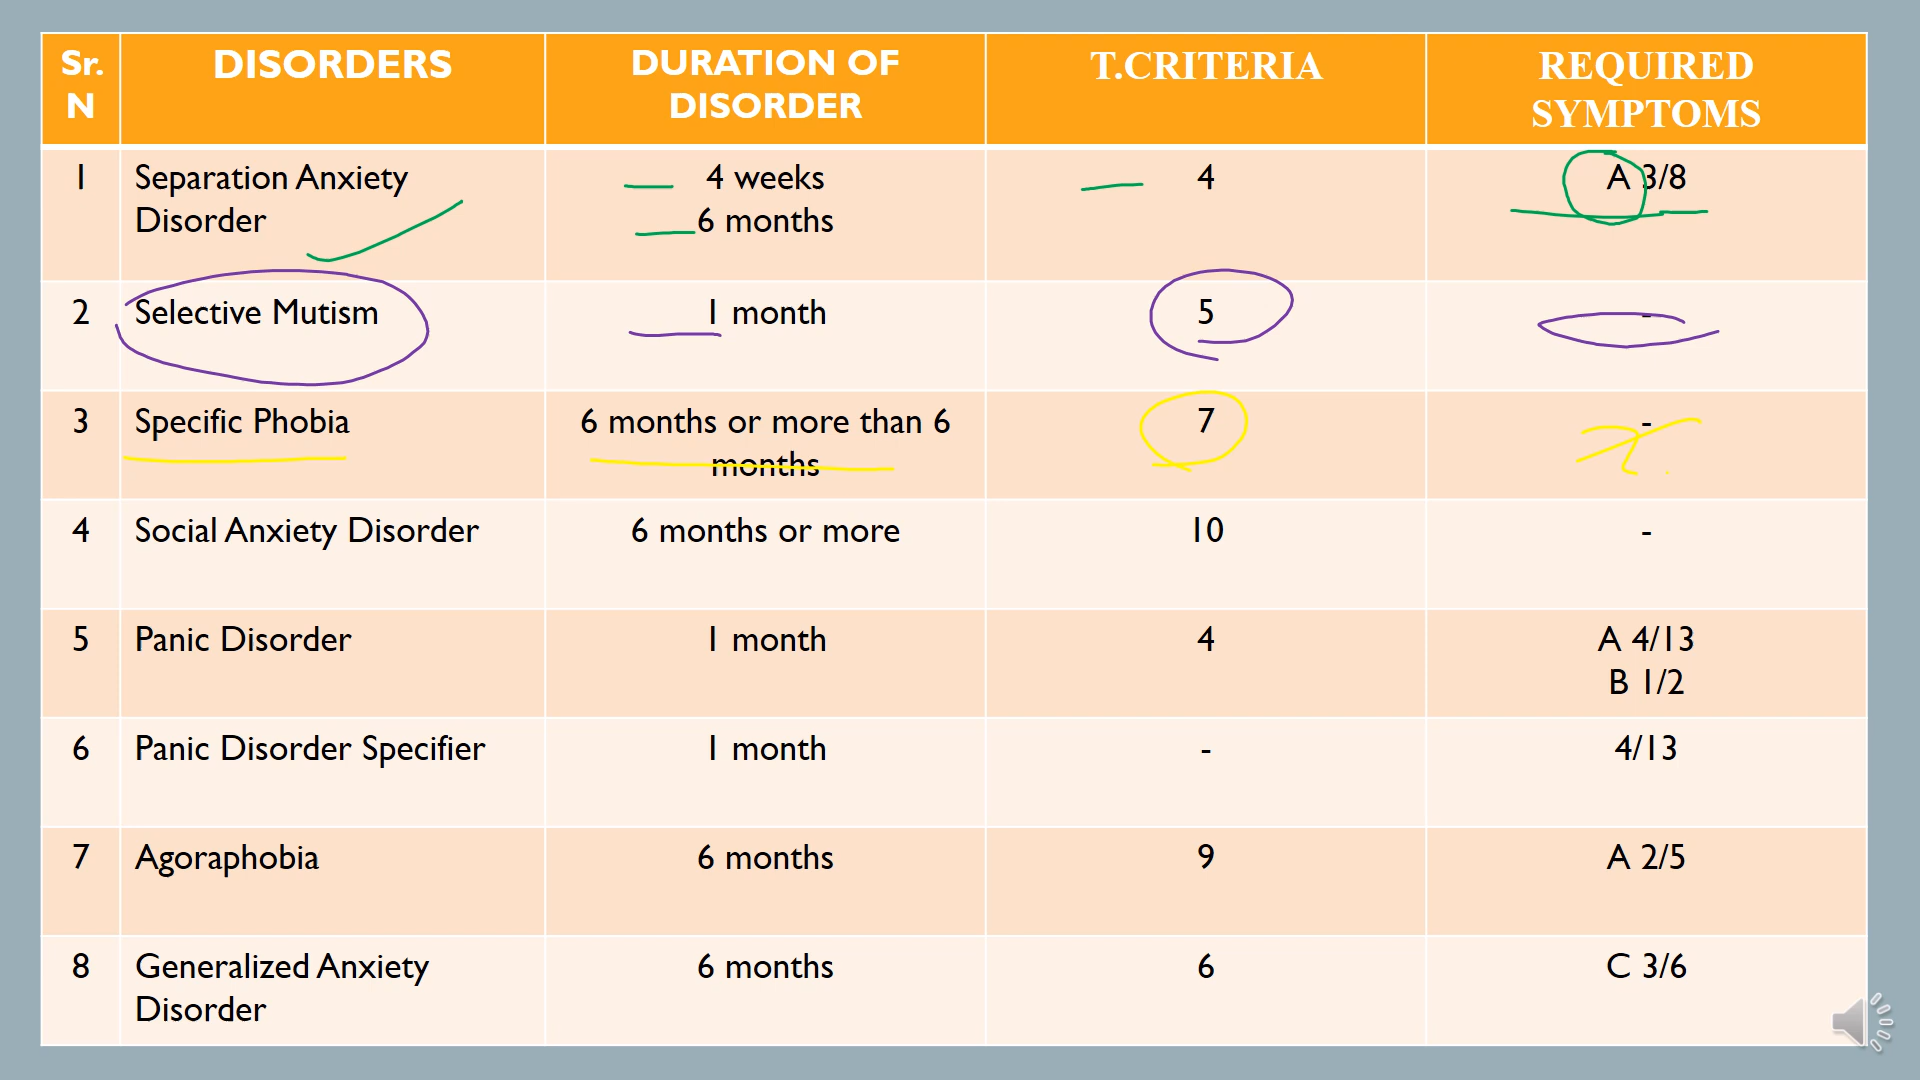 Sr. N
DISORDERS
DURATION OF
DISORDER
T.CRITERIA
REQUIRED
SYMPTOMS
1
Separation Anxiety
Disorder
4 weeks
6 months
4
A 3/8
2
Selective Mutism
1 month
5
-
3
Specific Phobia
6 months or more than 6
months
7
-
4
Social Anxiety Disorder
6 months or more
10
-
5
Panic Disorder
1 month
4
A 4/13
B 1/2
6
Panic Disorder Specifier
1 month
-
4/13
7
Agoraphobia
6 months
9
A 2/5
8
Generalized Anxiety
Disorder
6 months
6
C 3/6